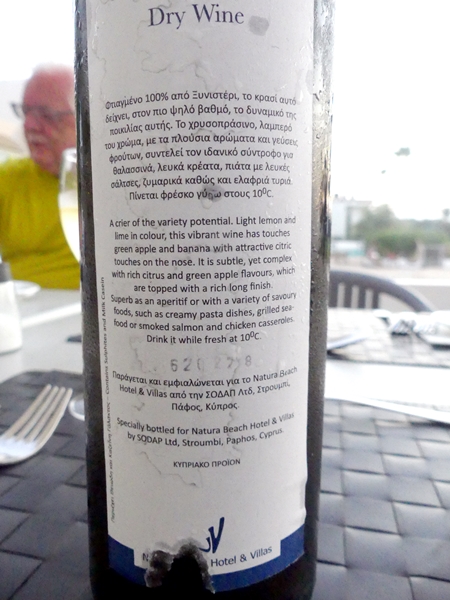 Dry Wine
Φτιαγμένο 100% από Ξυνιστέρι, το κρασί αυτό
δείχνει, στον πιο ψηλό βαθμό, το δυναμικό της
ποικιλίας αυτής. Το χρυσοπράσινο, λαμπερό
του χρώμα, με τα πλούσια αρώματα και γεύσεις
φρούτων, συντελεί τον ιδανικό σύντροφο για
θαλασσινά, λευκά κρέατα, πιάτα με λευκές
σάλτσες, ζυμαρικά καθώς και ελαφριά τυριά.
Πίνεται φρέσκο γύρω στους 10⁰C.
A crier of the variety potential. Light lemon and
lime in colour, this vibrant wine has touches
green apple and banana with attractive citric
touches on the nose. It is subtle, yet complex
with rich citrus and green apple flavours, which
are topped with a rich long finish.
Superb as an aperitif or with a variety of savoury
foods, such as creamy pasta dishes, grilled sea-
food or smoked salmon and chicken casseroles.
Drink it while fresh at 10⁰C.
Παράγεται και εμφιαλώνεται για το Natura Beach
Hotel & Villas από την ΣΟΔΑΠ Λτδ, Στρουμπί,
Πάφος, Κύπρος.
Specially bottled for Natura Beach Hotel & Villas
by SODAP Ltd, Stroumbi, Paphos, Cyprus.
ΚΥΠΡΙΑΚΟ ΠΡΟΪΟΝ
Hotel & Villas
Contains Sulphites and Milk Casein